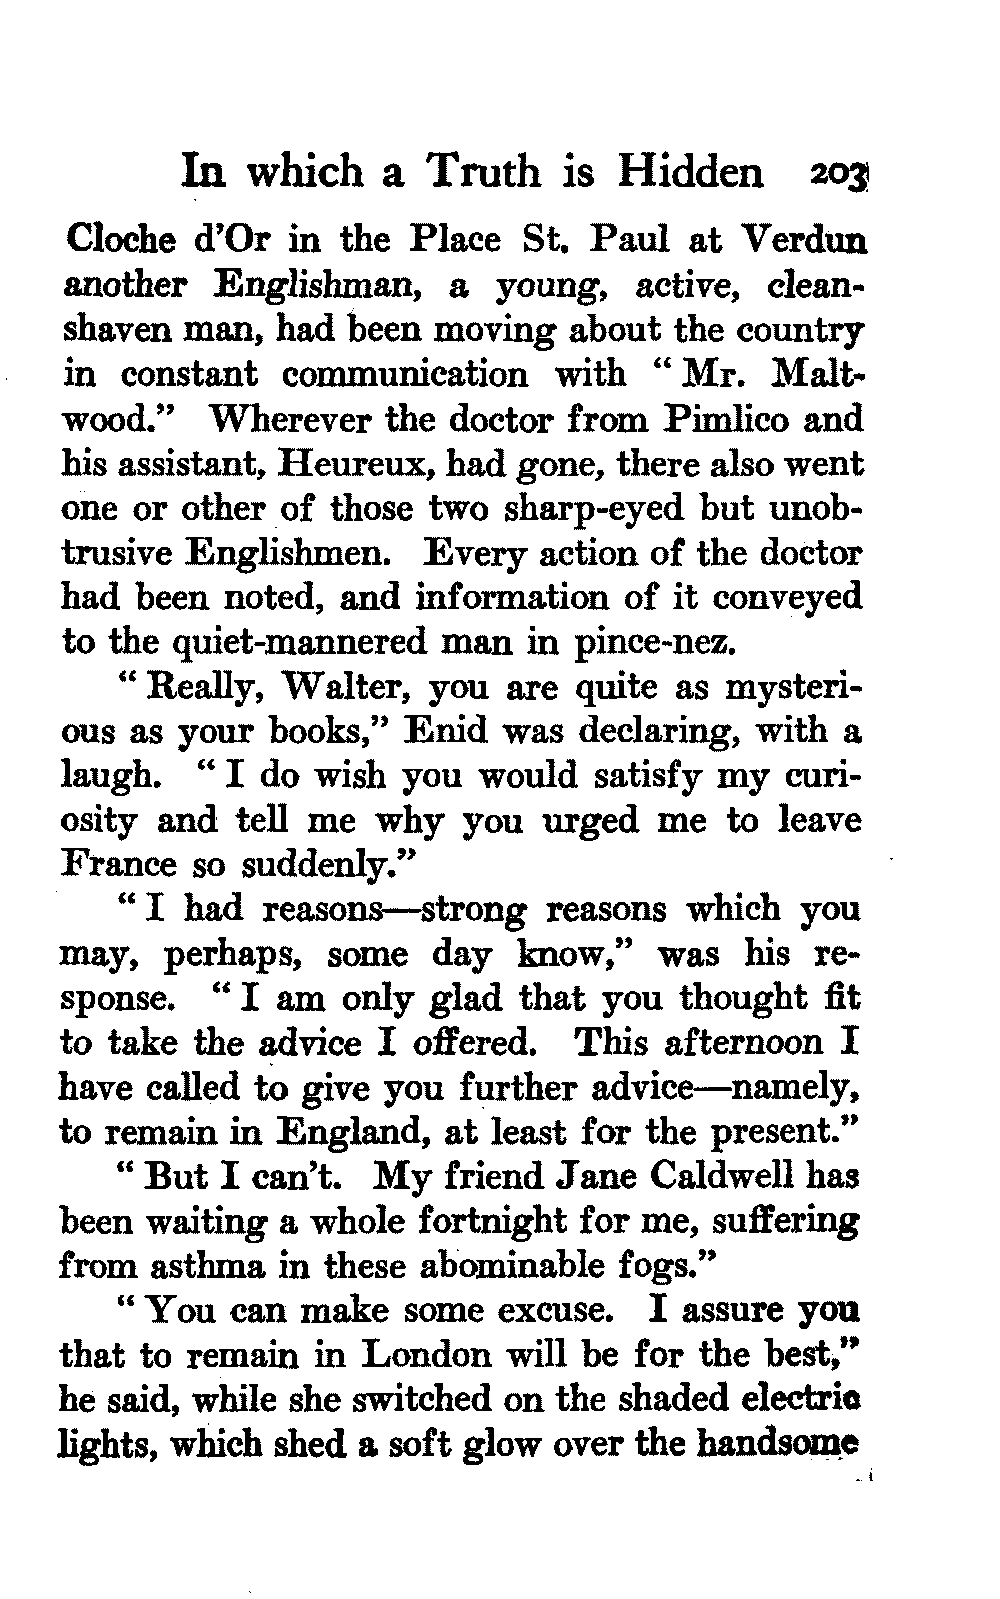 In which a Truth is Hidden 203
Cloche d'Or in the Place St. Paul at Verdun
another Englishman, a young, active, clean-
shaven man, had been moving about the country
in constant communication with “Mr. Malt-
wood.” Wherever the doctor from Pimlico and
his assistant, Heureux, had gone, there also went
one or other of those two sharp-eyed but unob-
trusive Englishmen. Every action of the doctor
had been noted, and information of it conveyed
to the quiet-mannered man in pince-nez.
“Really, Walter, you are quite as mysteri-
ous as your books,” Enid was declaring, with a
laugh. “I do wish you would satisfy my curi-
osity and tell me why you urged me to leave
France so suddenly.”
“I had reasons—strong reasons which you
may, perhaps, some day know,” was his re-
sponse. “I am only glad that you thought fit
to take the advice I offered. This afternoon I
have called to give you further advice—namely,
to remain in England, at least for the present.”
“But I can't. My friend Jane Caldwell has
been waiting a whole fortnight for me, suffering
from asthma in these abominable fogs.”
“You can make some excuse. I assure you
that to remain in London will be for the best,”
he said, while she switched on the shaded electric
lights, which shed a soft glow over the handsome